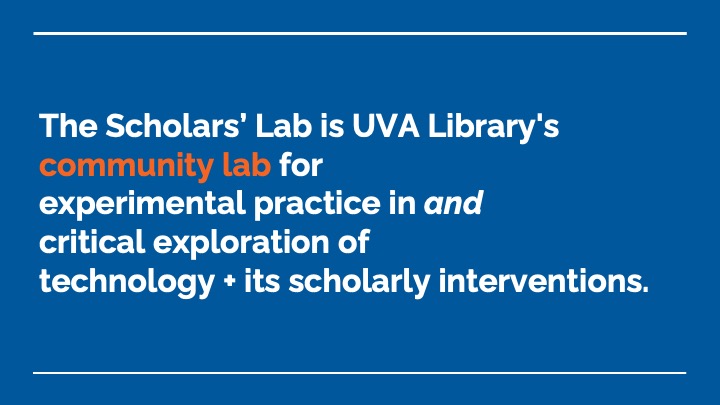 The Scholars’ Lab is UVA Library's
community lab for
experimental practice in and
critical exploration of
technology + its scholarly interventions.